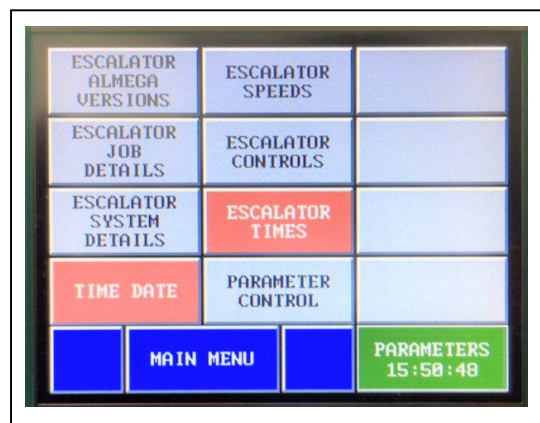 ESCALATOR
ALMEGA
VERSIONS
ESCALATOR
SPEEDS
ESCALATOR
JOB
DETAILS
ESCALATOR
CONTROLS
ESCALATOR
SYSTEM
DETAILS
ESCALATOR
TIMES
TIME DATE
PARAMETER
CONTROL
MAIN MENU
PARAMETERS
15:50:48